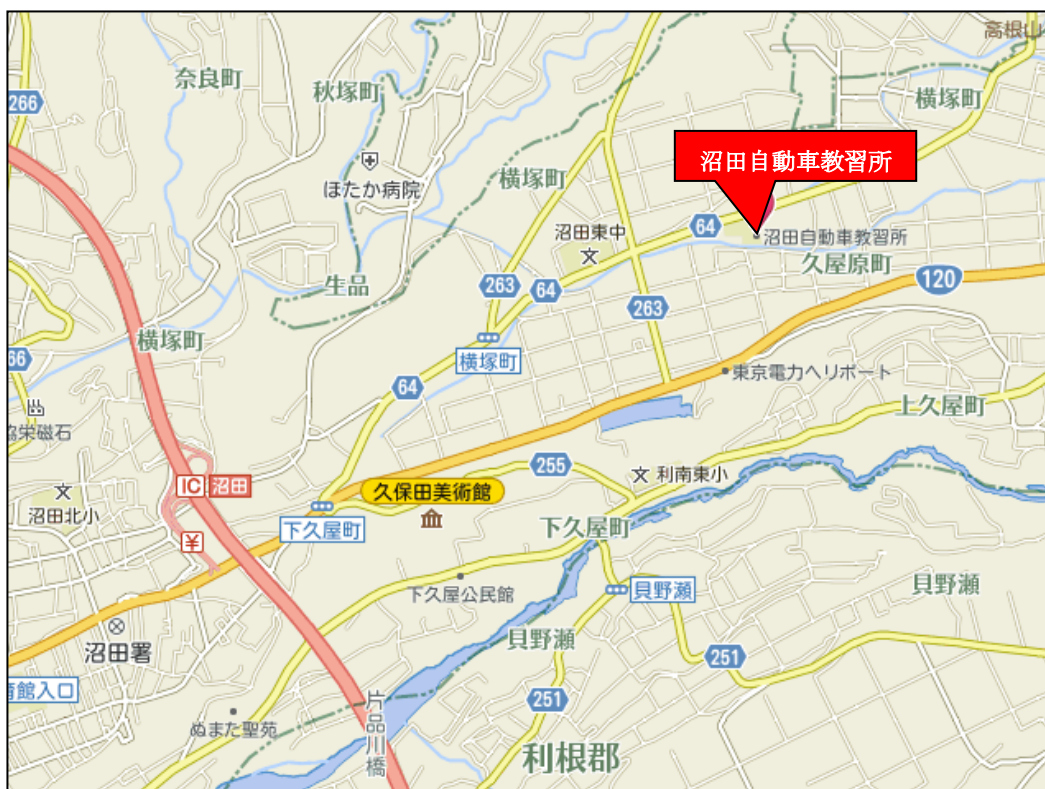 高根山
奈良町
266
秋塚町
横塚町
沼田自動車教習所
ほたか病院
横塚町
沼田東中
64
沼田自動車教習所
久屋原町
120
生品
263
64
263
横塚町
横塚町
66
64
東京電力ヘリポート
上久屋町
協栄磁石
255
利南東小
IC 沼田
久保田美術館
沼田北小
下久屋町
下久屋町
¥
下久屋公民館
貝野瀬
貝野瀬
貝野瀬
沼田署
251
館入口
251
ぬまた聖苑
片品川橋
利根郡